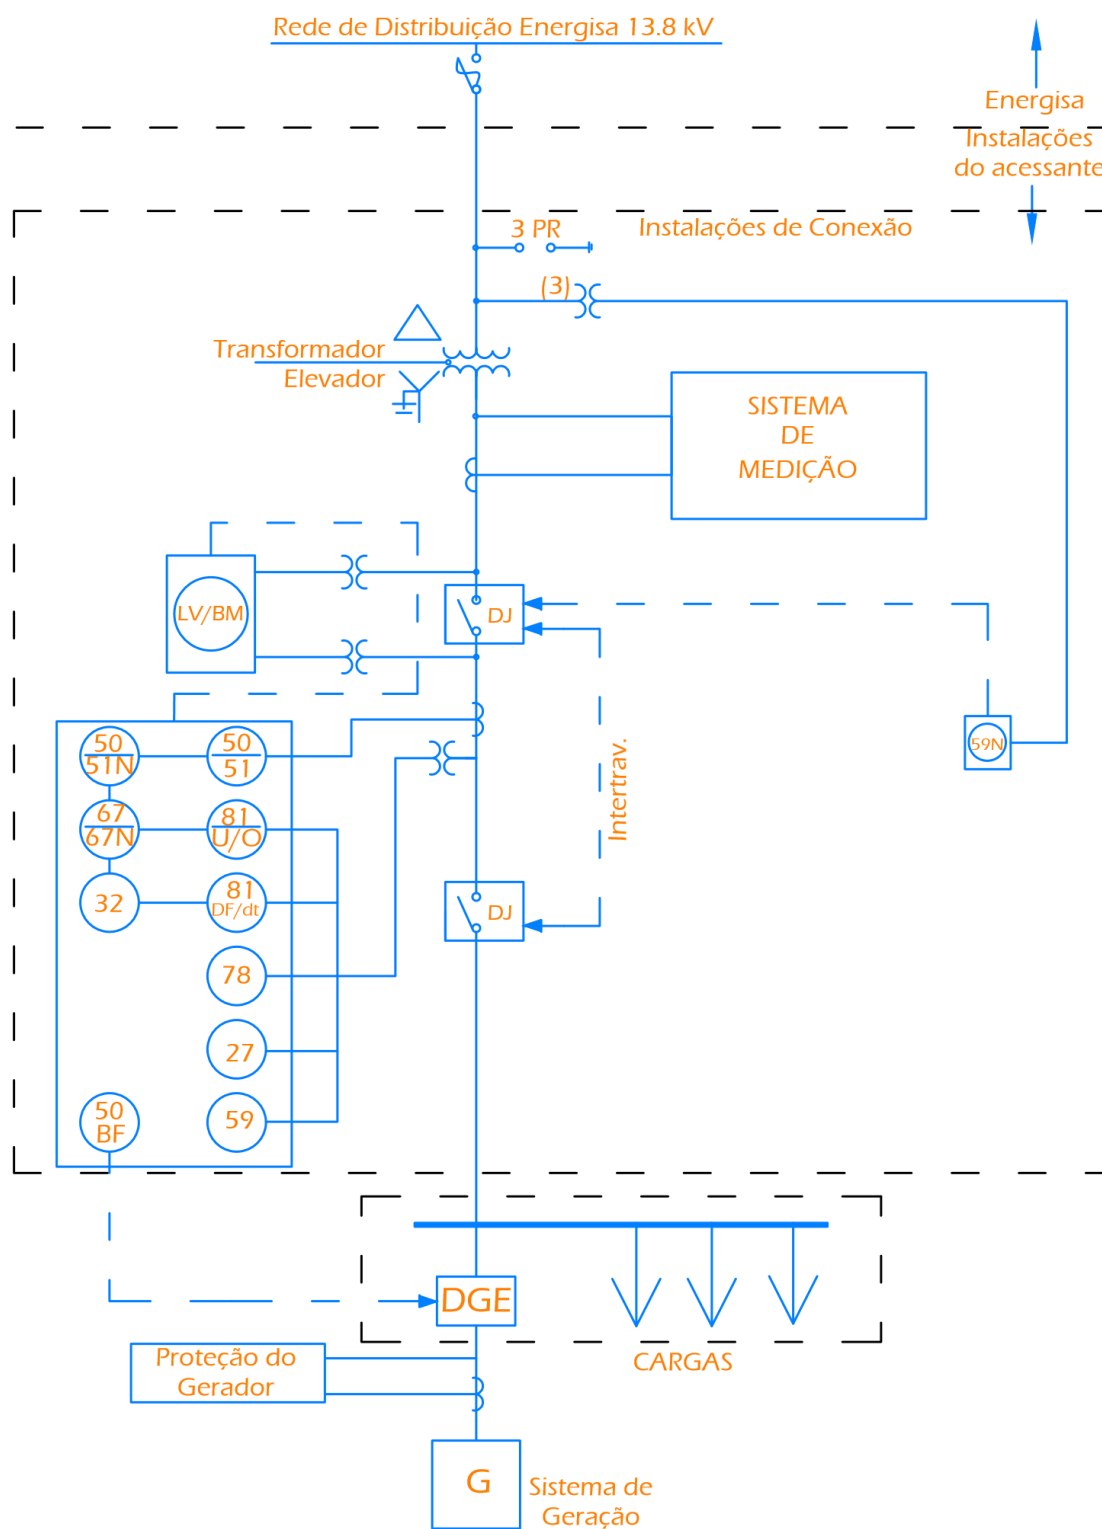 Rede de Distribuição Energisa 13.8 kV
Energisa
Instalações
do acessante
3 PR
Instalações de Conexão
(3)
Transformador
Elevador
SISTEMA
DE
MEDIÇÃO
LV/BM
DJ
50
51N
50
51
59N
Intertrav.
67
67N
81
U/O
32
81
DF/dt
DJ
78
27
50
BF
59
DGE
CARGAS
Proteção do
Gerador
G
Sistema de
Geração